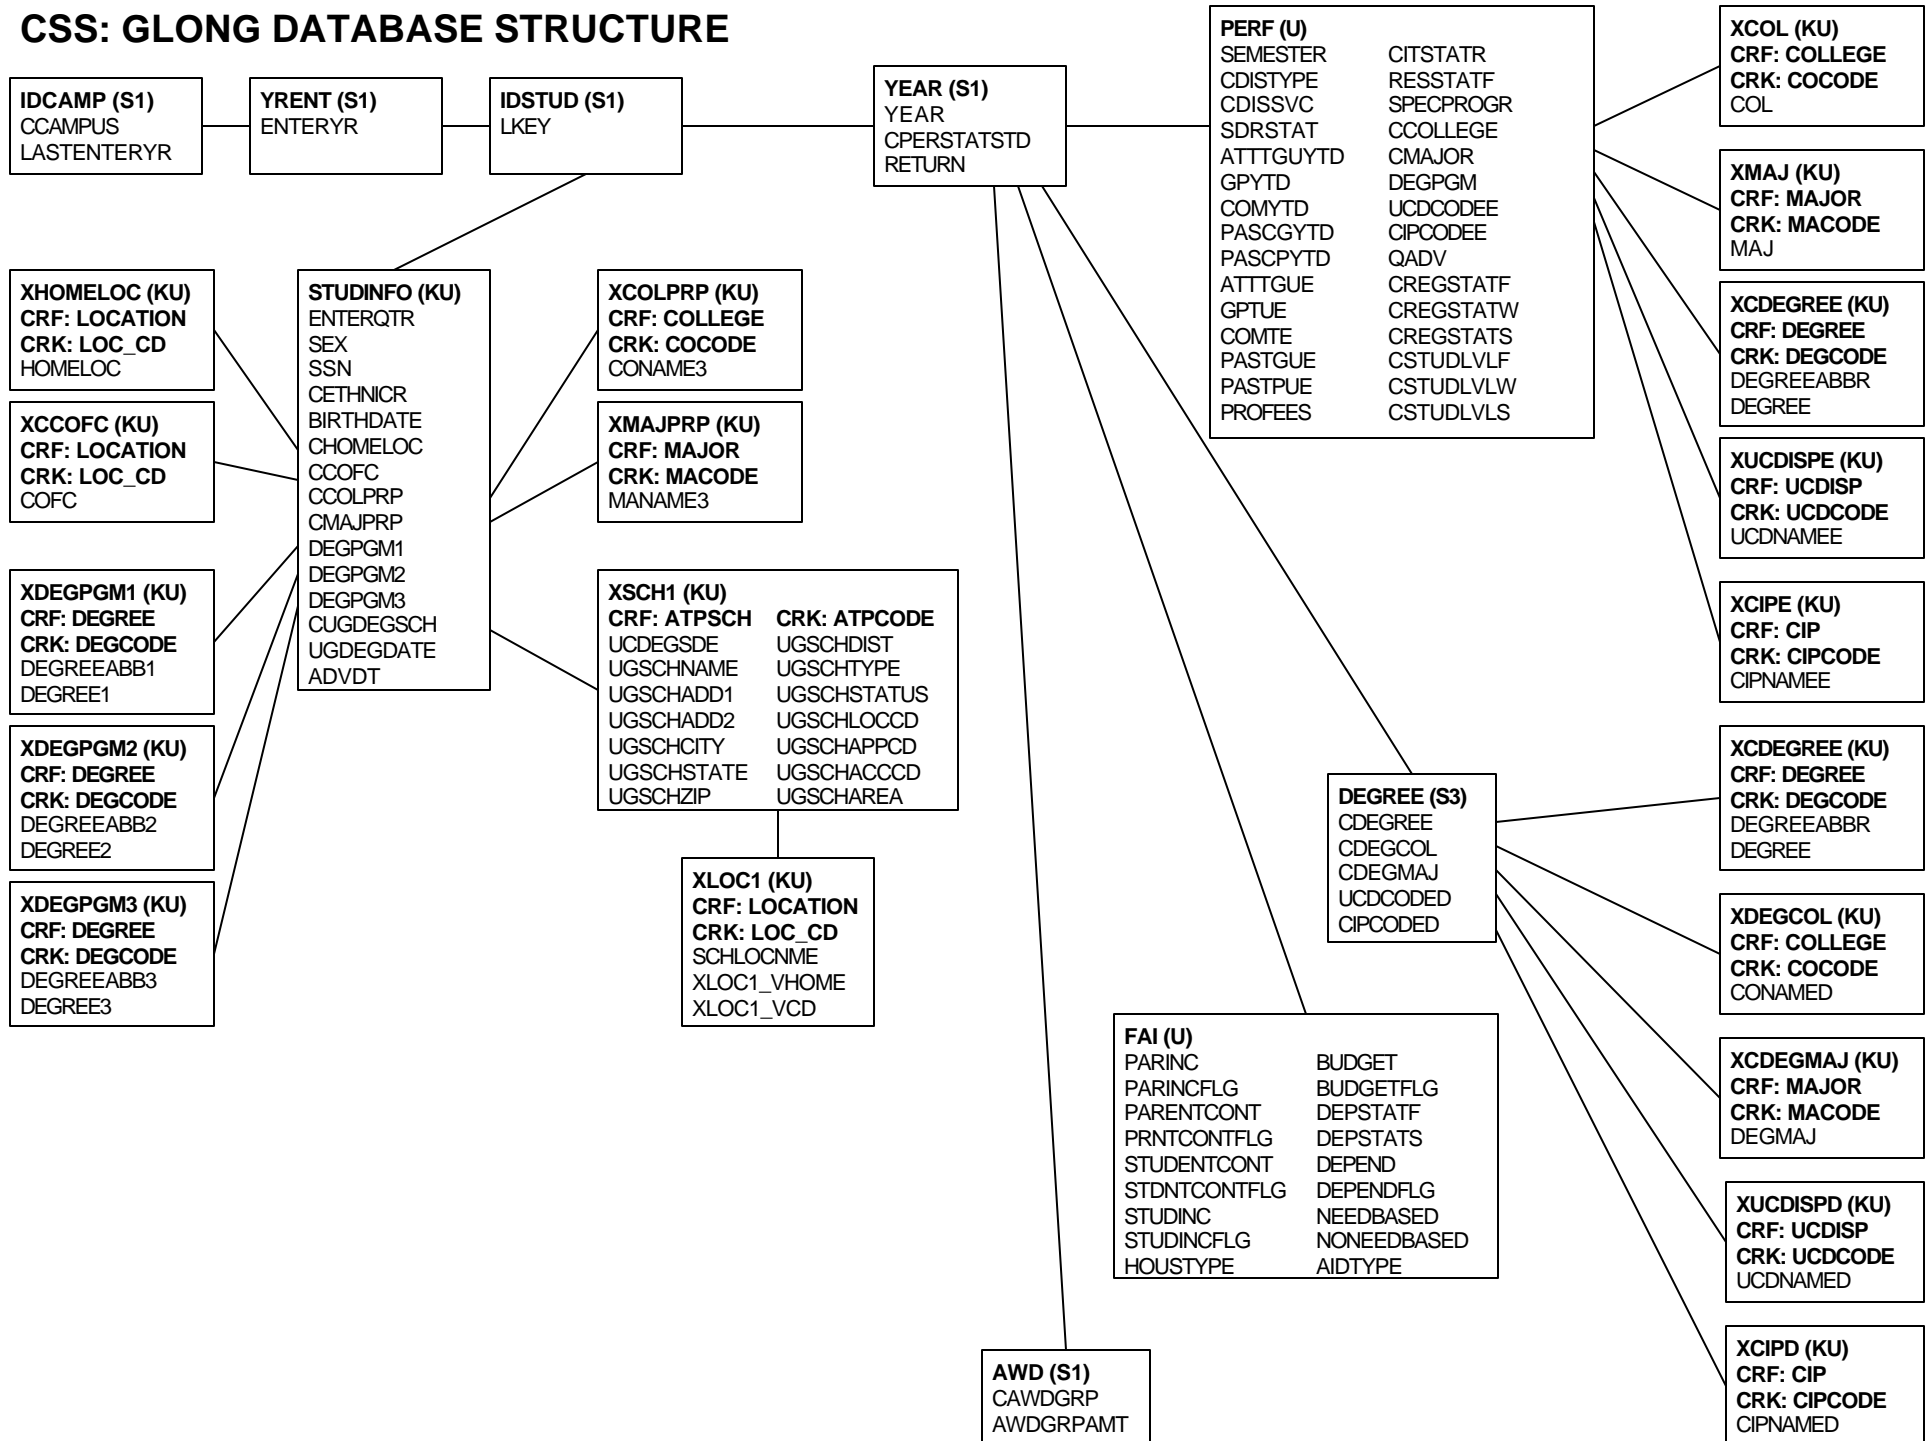 CSS: GLONG DATABASE STRUCTURE
IDCAMP (S1)
CCAMPUS
LASTENTERYR
YRENT (S1)
ENTERYR
IDSTUD (S1)
LKEY
YEAR (S1)
YEAR
CPERSTATSTD
RETURN
PERF (U)
SEMESTER CITSTATR
CDISTYPE RESSTATF
CDISSVC SPECPROGR
SDRSTAT CCOLLEGE
ATTTGUYTD CMAJOR
GPYTD DEGPGM
COMYTD UCDCODEE
PASCGYTD CIPCODEE
PASCPYTD QADV
ATTTGUE CREGSTATF
GPTUE CREGSTATW
COMTE CREGSTATS
PASTGUE CSTUDLVLF
PASTPUE CSTUDLVLW
PROFEES CSTUDLVLS
XCOL (KU)
CRF: COLLEGE
CRK: COCODE
COL
XMAJ (KU)
CRF: MAJOR
CRK: MACODE
MAJ
XCDEGREE (KU)
CRF: DEGREE
CRK: DEGCODE
DEGREEABBR
DEGREE
XUCDISPE (KU)
CRF: UCDISP
CRK: UCDCODE
UCDNAMEE
XCIPE (KU)
CRF: CIP
CRK: CIPCODE
CIPNAMEE
XHOMELOC (KU)
CRF: LOCATION
CRK: LOC_CD
HOMELOC
XCCOFC (KU)
CRF: LOCATION
CRK: LOC_CD
COFC
XDEGPGM1 (KU)
CRF: DEGREE
CRK: DEGCODE
DEGREEABB1
DEGREE1
XDEGPGM2 (KU)
CRF: DEGREE
CRK: DEGCODE
DEGREEABB2
DEGREE2
XDEGPGM3 (KU)
CRF: DEGREE
CRK: DEGCODE
DEGREEABB3
DEGREE3
STUDINFO (KU)
ENTERQTR
SEX
SSN
CETHNICR
BIRTHDATE
CHOMELOC
CCOFC
CCOLPRP
CMAJPRP
DEGPGM1
DEGPGM2
DEGPGM3
CUGDEGSCH
UGDEGDATE
ADVDT
XCOLPRP (KU)
CRF: COLLEGE
CRK: COCODE
CONAME3
XMAJPRP (KU)
CRF: MAJOR
CRK: MACODE
MANAME3
XSCH1 (KU)
CRF: ATPSCH CRK: ATPCODE
UCDEGSDE UGSCHDIST
UGSCHNAME UGSCHTYPE
UGSCHADD1 UGSCHSTATUS
UGSCHADD2 UGSCHLOCCD
UGSCHCITY UGSCHAPPCD
UGSCHSTATE UGSCHACCCD
UGSCHZIP UGSCHAREA
XLOC1 (KU)
CRF: LOCATION
CRK: LOC_CD
SCHLOCNME
XLOC1_VHOME
XLOC1_VCD
DEGREE (S3)
CDEGREE
CDEGCOL
CDEGMAJ
UCDCODED
CIPCODED
XCDEGREE (KU)
CRF: DEGREE
CRK: DEGCODE
DEGREEABBR
DEGREE
XDEGCOL (KU)
CRF: COLLEGE
CRK: COCODE
CONAMED
XCDEGMAJ (KU)
CRF: MAJOR
CRK: MACODE
DEGMAJ
XUCDISPD (KU)
CRF: UCDISP
CRK: UCDCODE
UCDNAMED
XCIPD (KU)
CRF: CIP
CRK: CIPCODE
CIPNAMED
FAI (U)
PARINC BUDGET
PARINCFLG BUDGETFLG
PARENTCONT DEPSTATF
PRNTCONTFLG DEPSTATS
STUDENTCONT DEPEND
STDNTCONTFLG DEPENDFLG
STUDINC NEEDBASED
STUDINCFLG NONEEDBASED
HOUSTYPE AIDTYPE
AWD (S1)
CAWDGRP
AWDGRPAMT